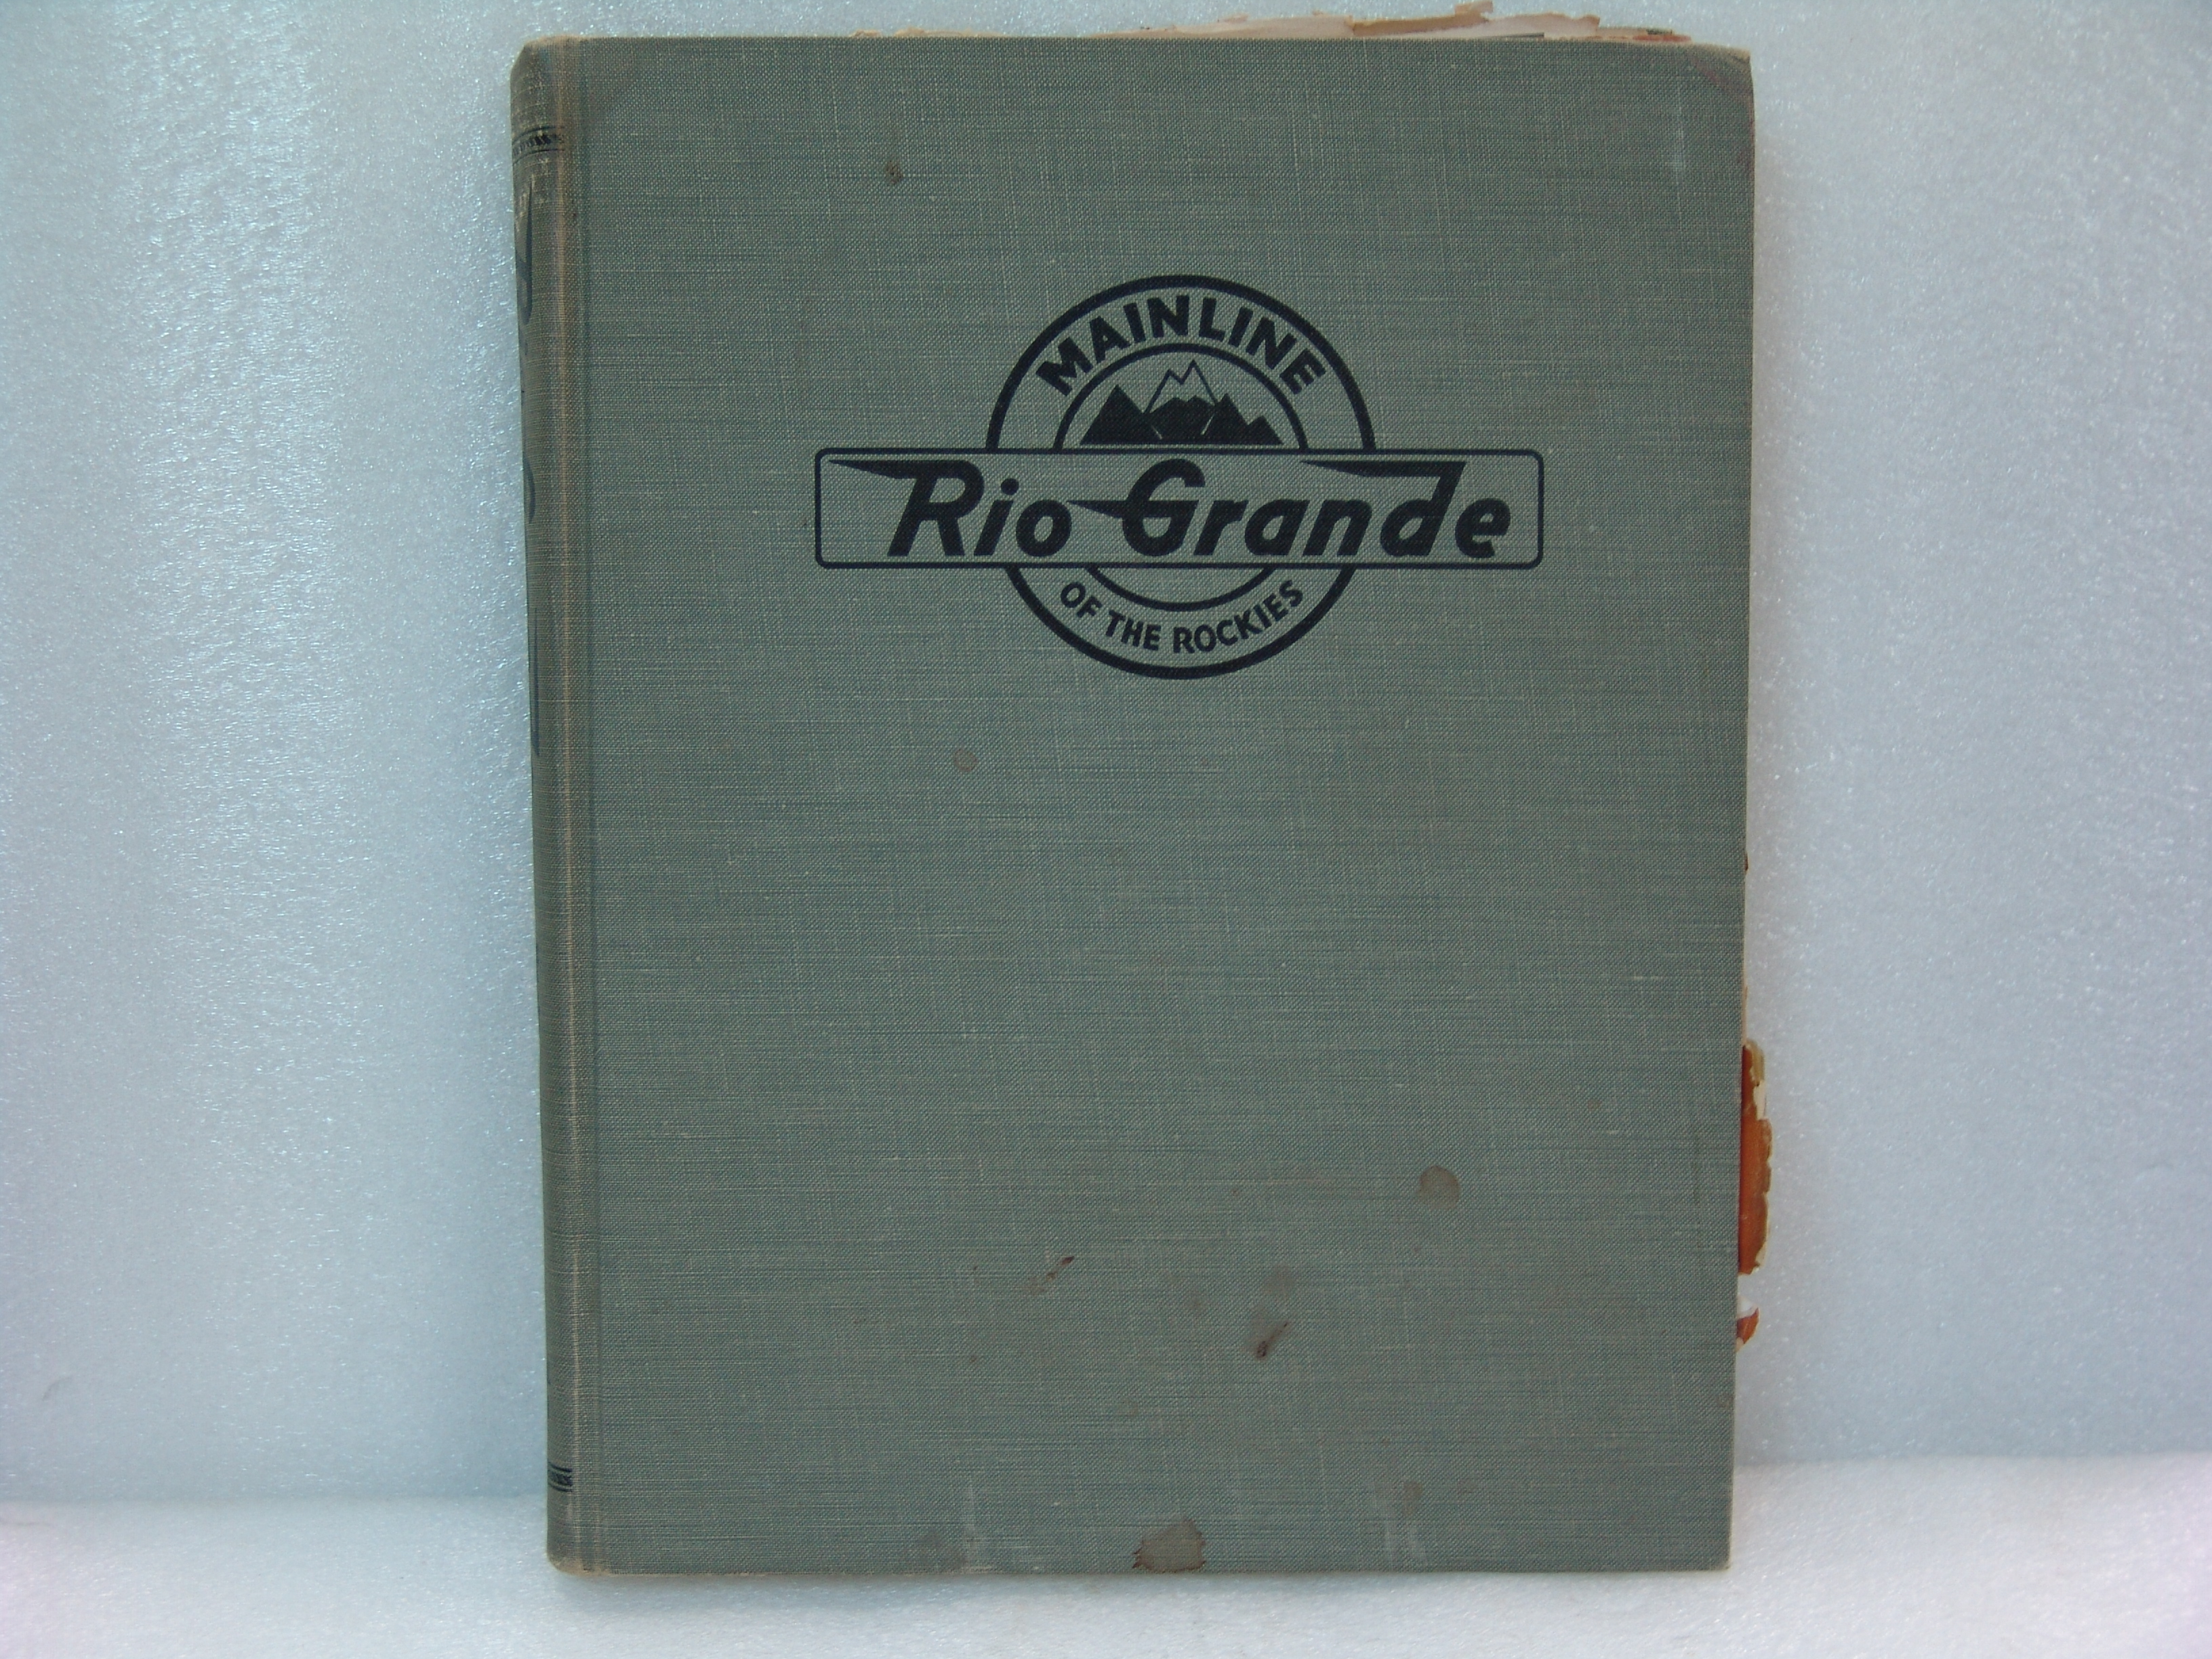 MAINLINE
Rio Grande
OF THE ROCKIES